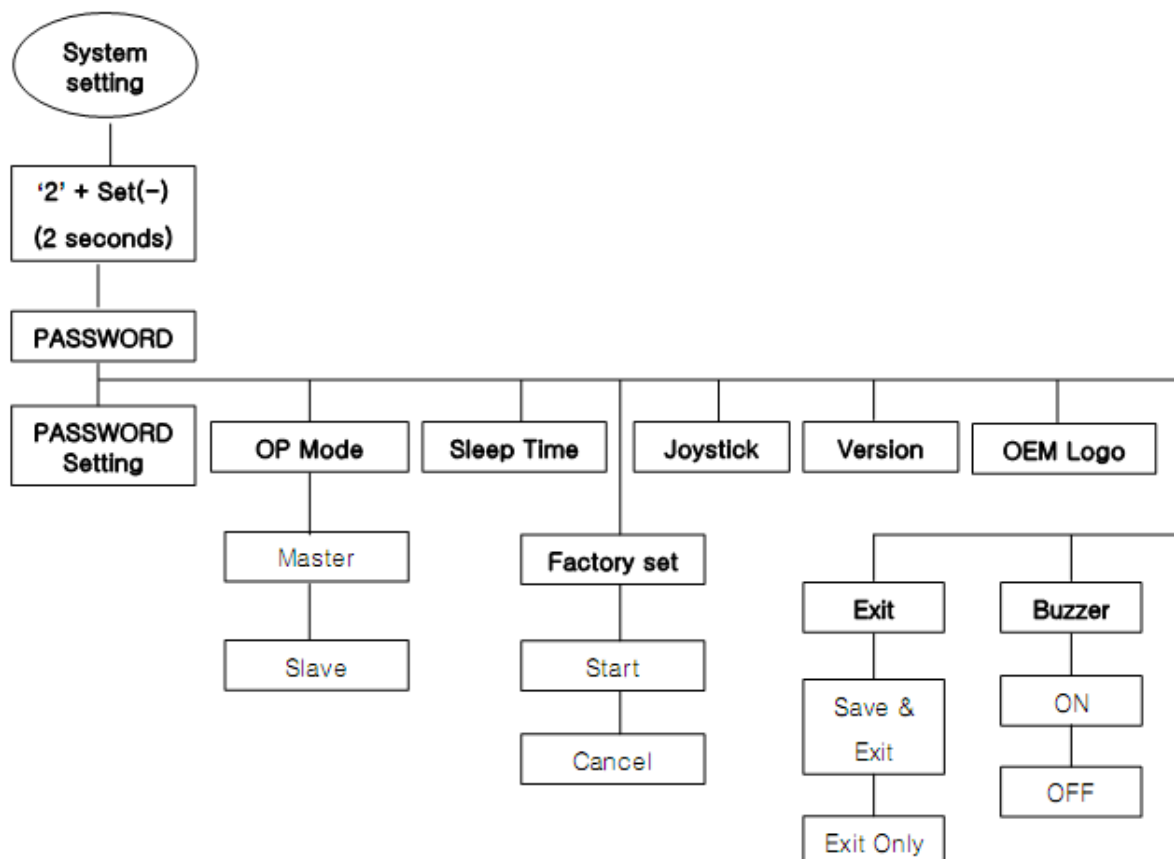 System
setting
‘2’ + Set(-)
(2 seconds)
PASSWORD
PASSWORD
Setting
OP Mode
Sleep Time
Joystick
Version
OEM Logo
Master
Factory set
Exit
Buzzer
Slave
Start
Save &
Exit
ON
Cancel
OFF
Exit Only